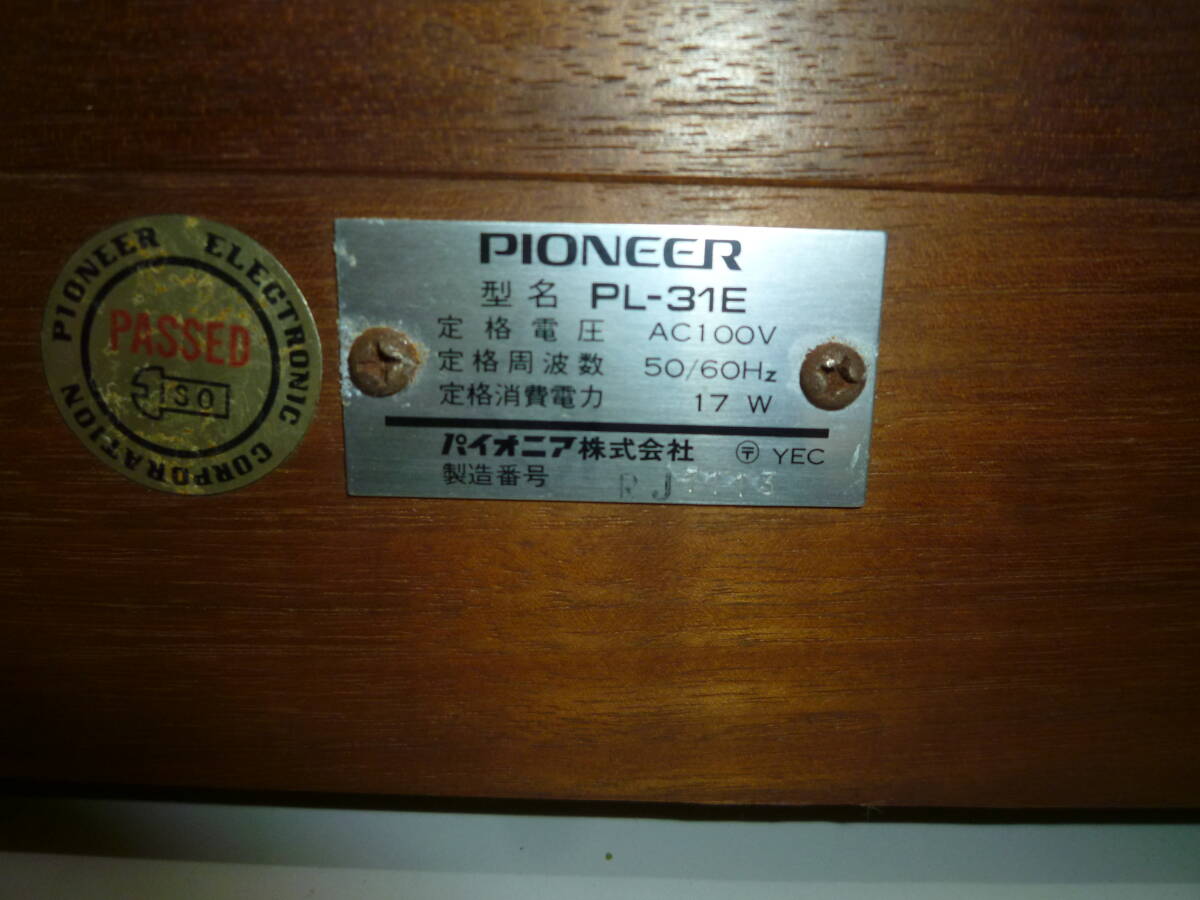 PIONEER ELECTRONIC CORPORATION
PASSED
30
PIONEER
型名 PL-31E
定格電圧 AC100V
定格周波数 50/60Hz
定格消費電力 17 W
パイオニア株式会社 〶 YEC
製造番号